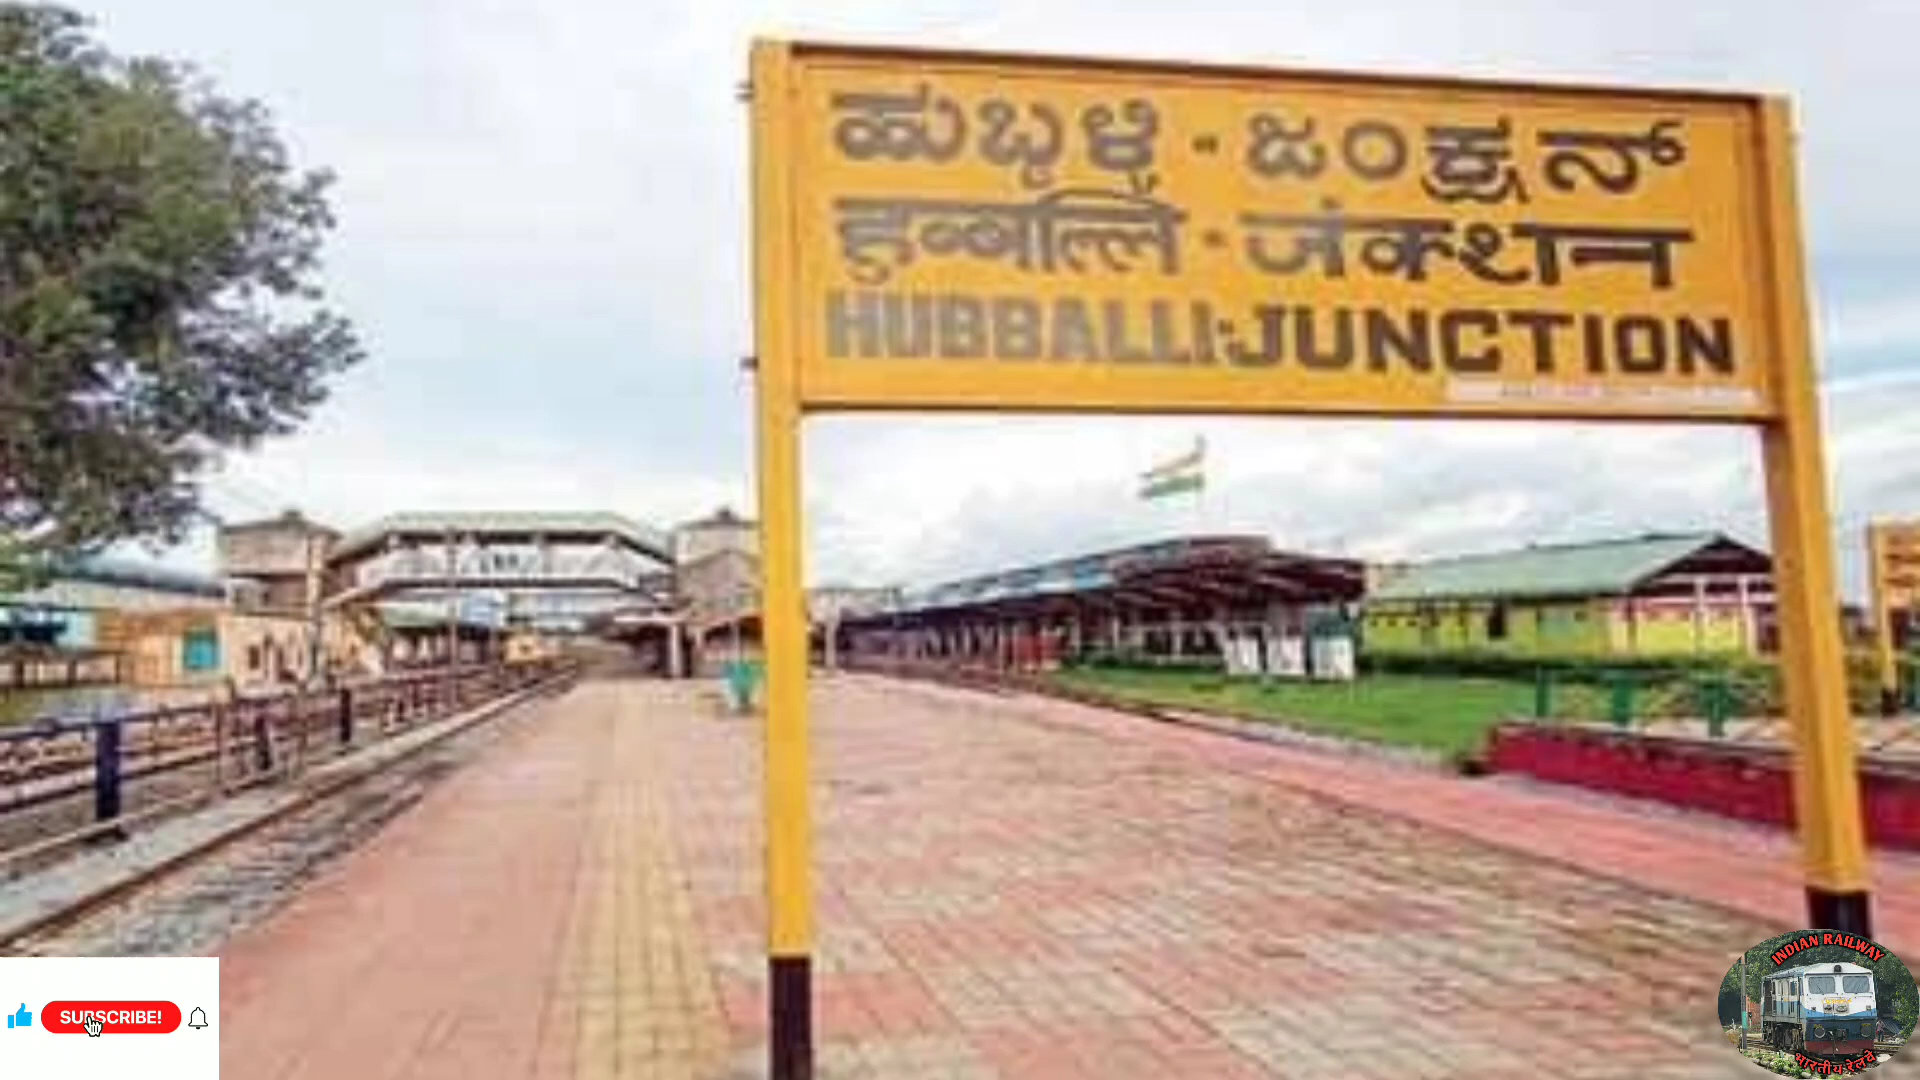 ಹುಬ್ಬಳ್ಳಿ - ಜಂಕ್ಷನ್
हुब्बल्लि - जंक्शन
HUBBALLI-JUNCTION
SUBSCRIBE!
INDIAN RAILWAY
भारतीय रेलवे